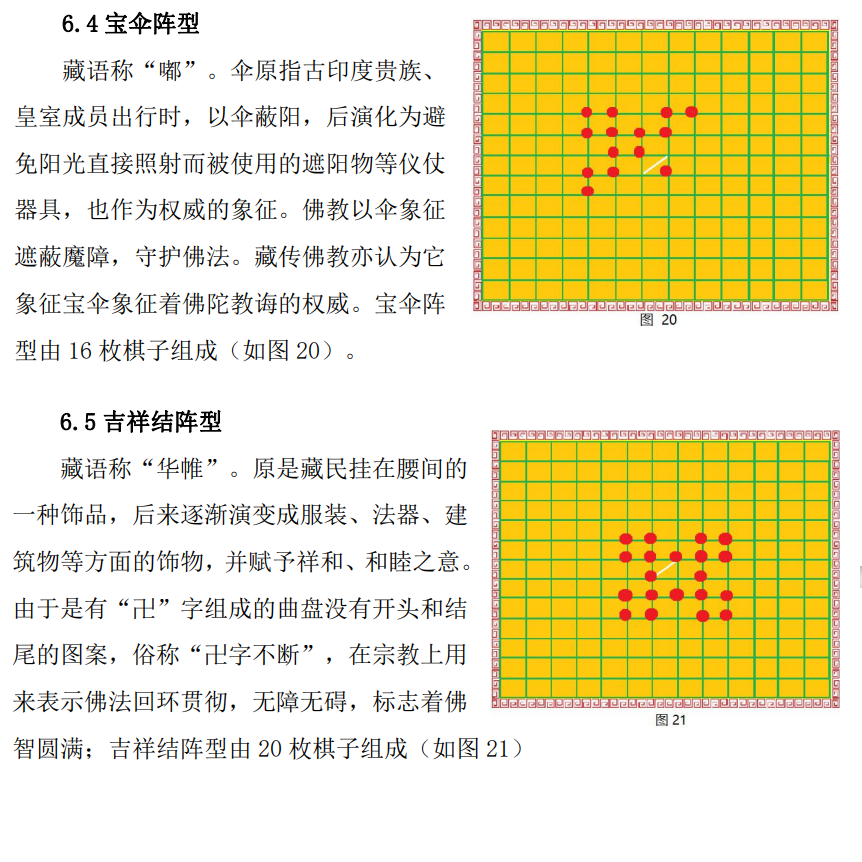 6.4 宝伞阵型
藏语称“嘟”。伞原指古印度贵族、
皇室成员出行时，以伞蔽阳，后演化为避
免阳光直接照射而被使用的遮阳物等仪仗
器具，也作为权威的象征。佛教以伞象征
遮蔽魔障，守护佛法。藏传佛教亦认为它
象征宝伞象征着佛陀教诲的权威。宝伞阵
型由 16 枚棋子组成（如图 20）。
图 20
6.5 吉祥结阵型
藏语称“华帷”。原是藏民挂在腰间的
一种饰品，后来逐渐演变成服装、法器、建
筑物等方面的饰物，并赋予祥和、和睦之意。
由于是有“卍”字组成的曲盘没有开头和结
尾的图案，俗称“卍字不断”，在宗教上用
来表示佛法回环贯彻，无障无碍，标志着佛
智圆满；吉祥结阵型由 20 枚棋子组成（如图 21）
图 21